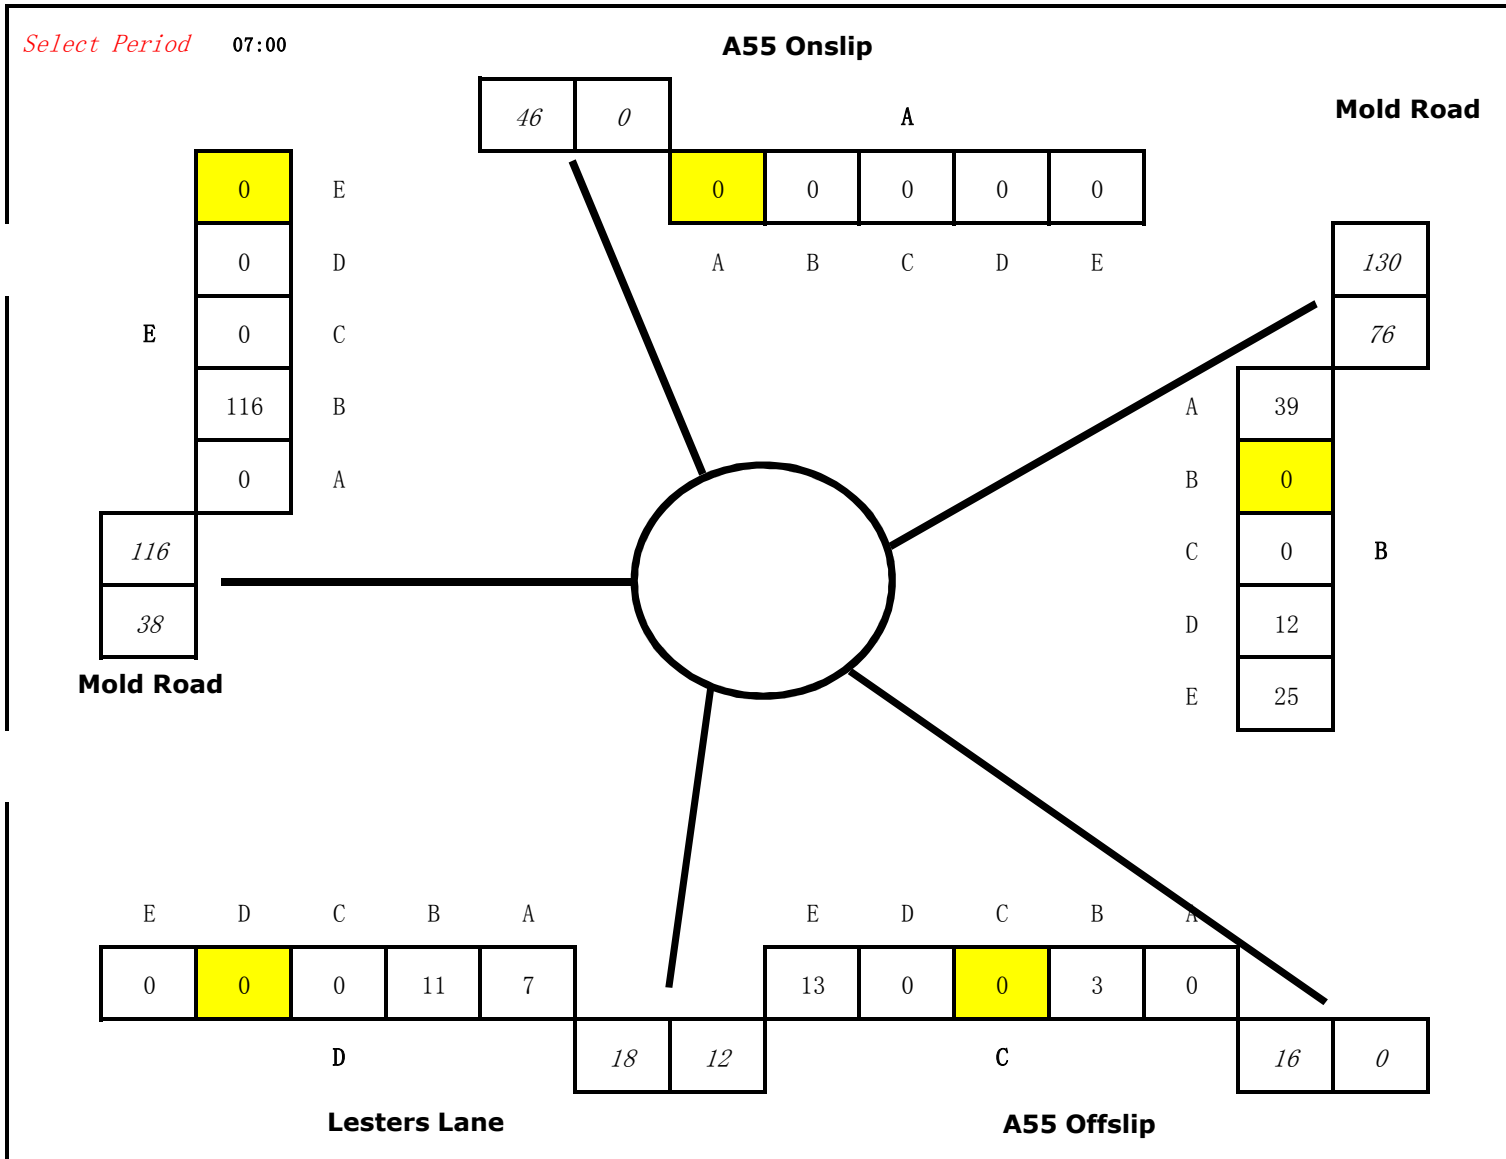 Select Period 07:00 A55 Onslip
46 0 A Mold Road
0 E 0 0 0 0 0
0 D A B C D E 130
E 0 C 76
116 B A 39
0 A B 0
116 C 0 B
38 D 12
Mold Road E 25
E D C B A E D C B A
0 0 0 11 7 13 0 0 3 0
D 18 12 C 16 0
Lesters Lane A55 Offslip